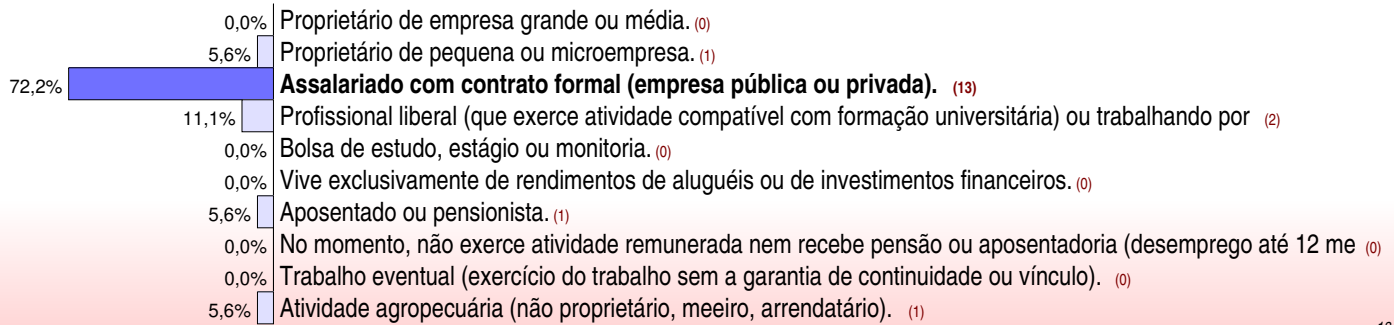 0,0% Proprietário de empresa grande ou média. (0)
5,6% Proprietário de pequena ou microempresa. (1)
72,2% Assalariado com contrato formal (empresa pública ou privada). (13)
11,1% Profissional liberal (que exerce atividade compatível com formação universitária) ou trabalhando por (2)
0,0% Bolsa de estudo, estágio ou monitoria. (0)
0,0% Vive exclusivamente de rendimentos de aluguéis ou de investimentos financeiros. (0)
5,6% Aposentado ou pensionista. (1)
0,0% No momento, não exerce atividade remunerada nem recebe pensão ou aposentadoria (desemprego até 12 me (0)
0,0% Trabalho eventual (exercício do trabalho sem a garantia de continuidade ou vínculo). (0)
5,6% Atividade agropecuária (não proprietário, meeiro, arrendatário). (1)